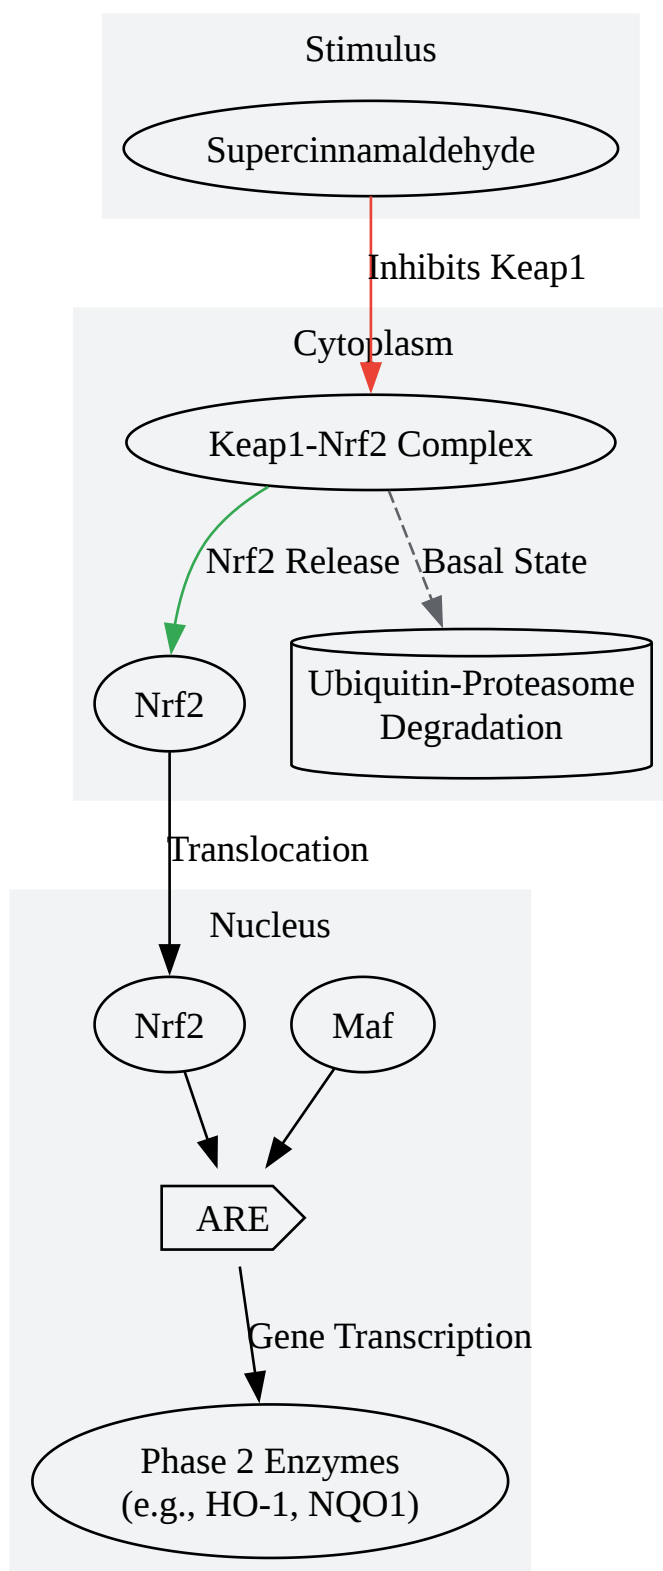 Stimulus
Supercinnamaldehyde
Inhibits Keap1
Cytoplasm
Keap1-Nrf2 Complex
Nrf2 Release
Basal State
Nrf2
Ubiquitin-Proteasome
Degradation
Translocation
Nucleus
Nrf2
Maf
ARE
Gene Transcription
Phase 2 Enzymes
(e.g., HO-1, NQO1)